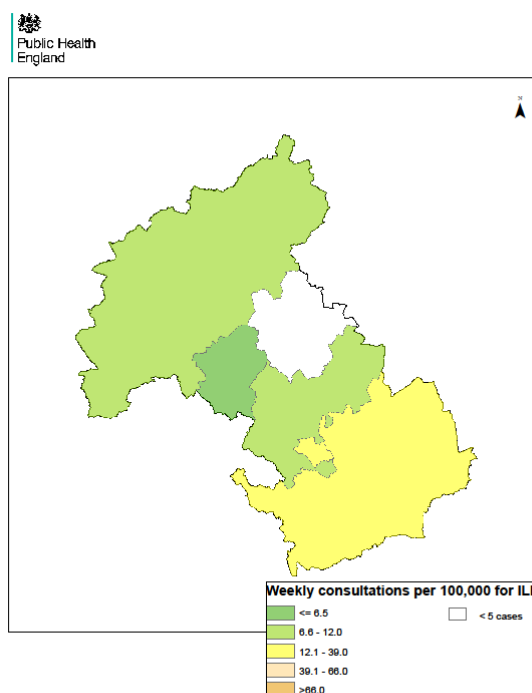 Public Health
England
N
Weekly consultations per 100,000 for ILI
<= 6.5
< 5 cases
6.6 - 12.0
12.1 - 39.0
39.1 - 66.0
>66.0